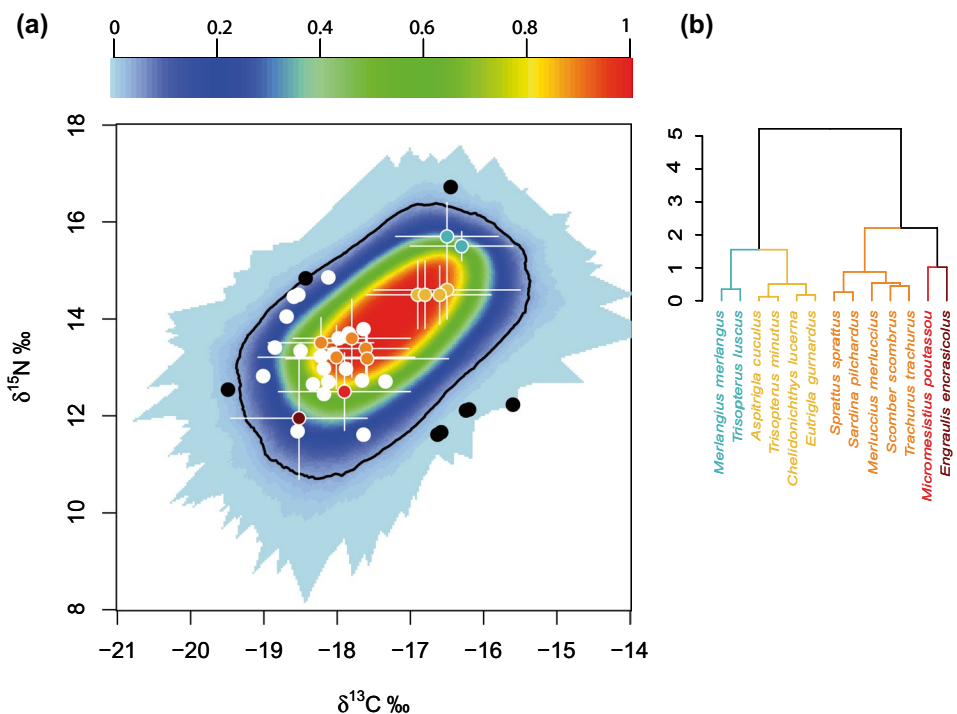 (a)
(b)
0 0.2 0.4 0.6 0.8 1
18
16
14
12
10
8
δ15N ‰
−21 −20 −19 −18 −17 −16 −15 −14
δ13C ‰
5
4
3
2
1
0
Merlangius merlangus
Trisopterus luscus
Aspitrigla cuculus
Trisopterus minutus
Chelidonichthys lucerna
Eutrigla gurnardus
Sprattus sprattus
Sardina pilchardus
Merluccius merluccius
Scomber scombrus
Trachurus trachurus
Micromesistius poutassou
Engraulis encrasicolus